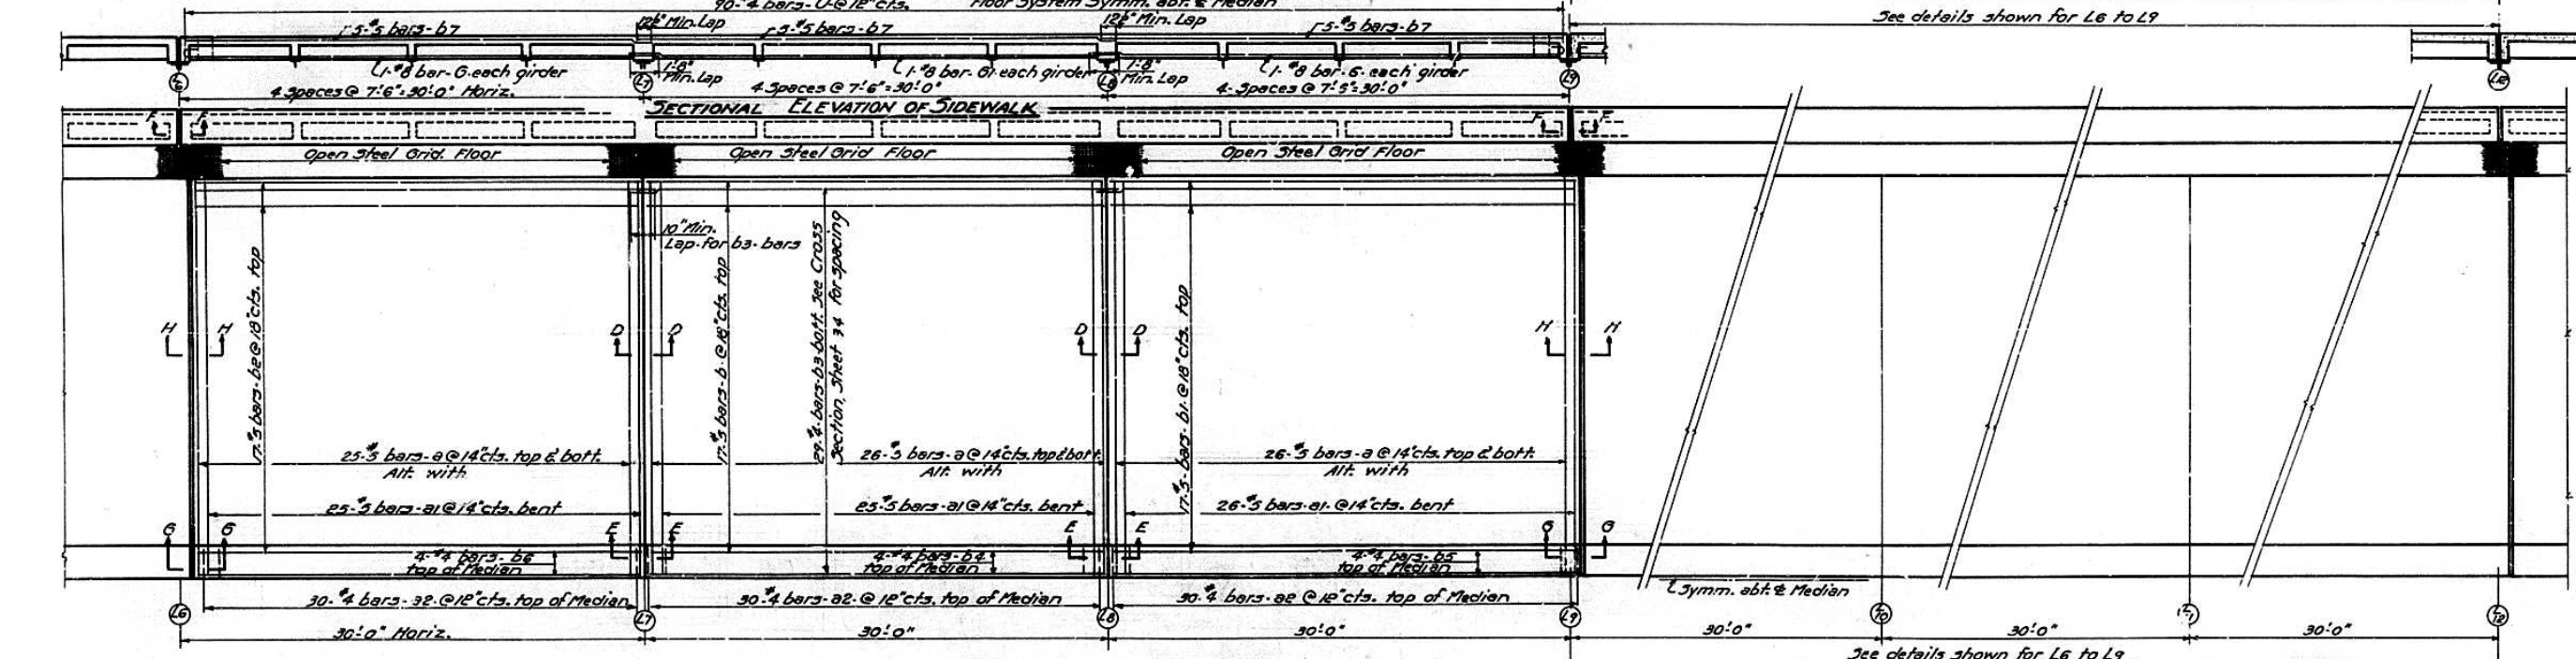 90-#4 bars-U-@12"cts. Floor System Symm. abt. ℄ Median
See details shown for L6 to L9
5-#5 bars-b7 12½" Min. Lap 5-#5 bars-b7 12½" Min. Lap 5-#5 bars-b7
1-#8 bar-G-each girder 1'-8" Min. Lap 1-#8 bar-G1-each girder 1'-8" Min. Lap 1-#8 bar-G-each girder
L6 L7 L8 L9 L12
4 Spaces @ 7'-6"=30'-0" Horiz. 4 Spaces @ 7'-6"=30'-0" 4-Spaces @ 7'-6"=30'-0"
SECTIONAL ELEVATION OF SIDEWALK
F F F F
Open Steel Grid Floor Open Steel Grid Floor Open Steel Grid Floor
10" Min.
Lap-for b3-bars
17-#5 bars-b2@18"cts. top
17-#5 bars-b-@18"cts. top
29-#4-bars-b3-bott. See Cross
Section, Sheet 34 for spacing
17-#5-bars-b1-@18"cts. top
H H D D D D H H
25-#5 bars-a@14"cts. top & bott. 26-#5 bars-a@14"cts. top & bott. 26-#5 bars-a@14"cts. top & bott.
Alt. with Alt. with Alt. with
25-#5 bars-a1@14"cts. bent 25-#5 bars-a1@14"cts. bent 26-#5 bars-a1-@14"cts. bent
G G E E E E G G
4-#4 bars-b6 4-#4 bars-b4 4-#4 bars-b5
top of Median top of Median top of Median
30-#4 bars-a2-@12"cts. top of Median 30-#4 bars-a2-@12"cts. top of Median 30-#4 bars-a2@12"cts. top of Median Symm. abt. ℄ Median
L6 L7 L8 L9 L10 L12
30'-0" Horiz. 30'-0" 30'-0" 30'-0" 30'-0" 30'-0"
See details shown for L6 to L9